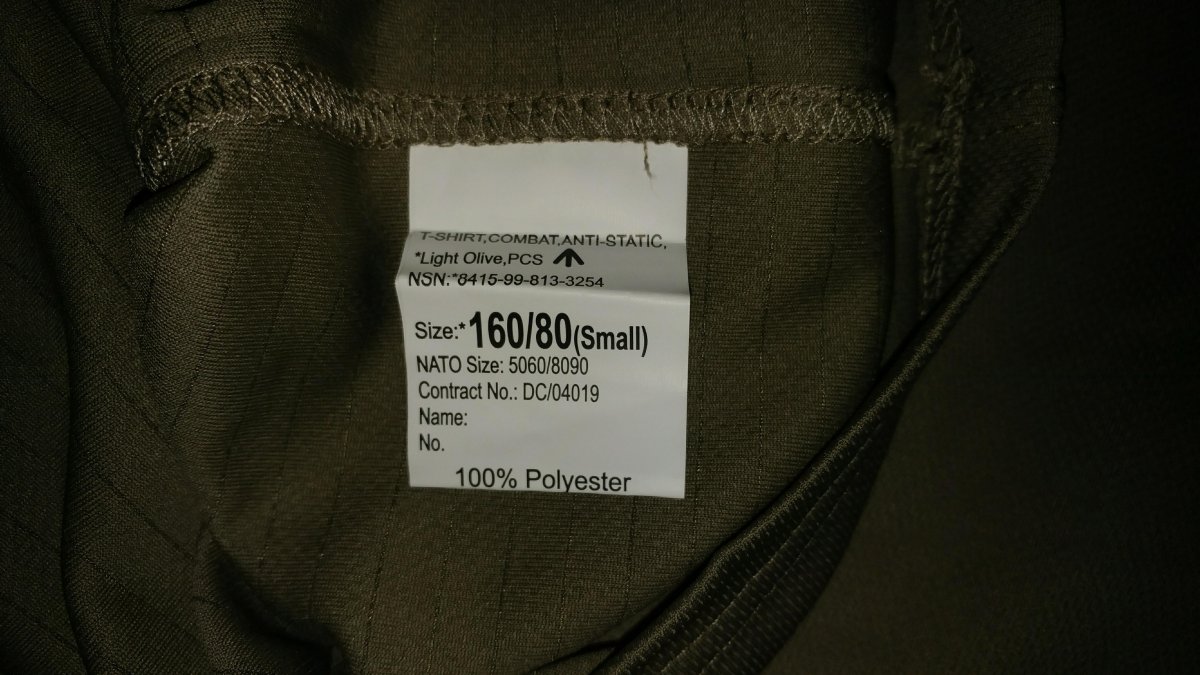 T-SHIRT,COMBAT,ANTI-STATIC,
*Light Olive,PCS
NSN:*8415-99-813-3254
Size:*160/80(Small)
NATO Size: 5060/8090
Contract No.: DC/04019
Name:
No.
100% Polyester